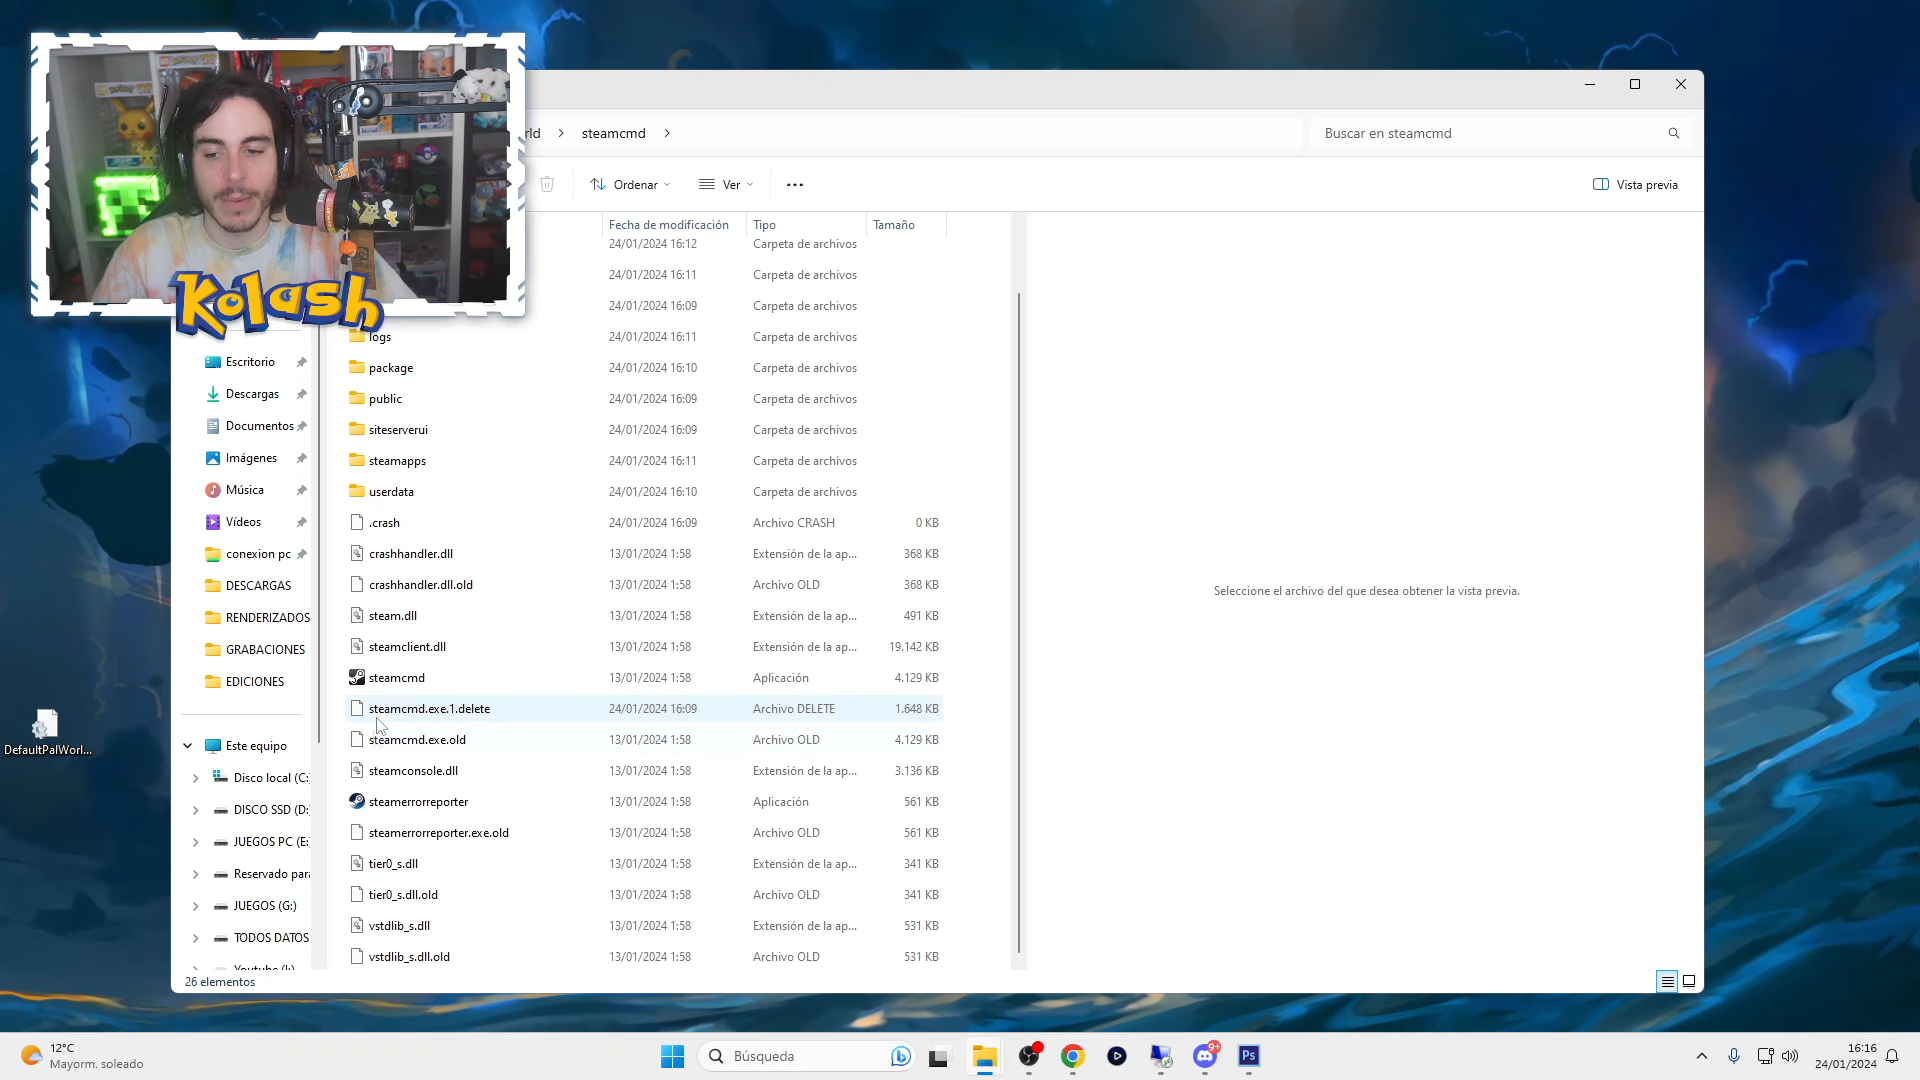 Kolash
rld > steamcmd >
Buscar en steamcmd
Ordenar
Ver
Vista previa
Fecha de modificación Tipo Tamaño
24/01/2024 16:12 Carpeta de archivos
24/01/2024 16:11 Carpeta de archivos
24/01/2024 16:09 Carpeta de archivos
logs 24/01/2024 16:11 Carpeta de archivos
package 24/01/2024 16:10 Carpeta de archivos
public 24/01/2024 16:09 Carpeta de archivos
siteserverui 24/01/2024 16:09 Carpeta de archivos
steamapps 24/01/2024 16:11 Carpeta de archivos
userdata 24/01/2024 16:10 Carpeta de archivos
.crash 24/01/2024 16:09 Archivo CRASH 0 KB
crashhandler.dll 13/01/2024 1:58 Extensión de la ap... 368 KB
crashhandler.dll.old 13/01/2024 1:58 Archivo OLD 368 KB
steam.dll 13/01/2024 1:58 Extensión de la ap... 491 KB
steamclient.dll 13/01/2024 1:58 Extensión de la ap... 19.142 KB
steamcmd 13/01/2024 1:58 Aplicación 4.129 KB
steamcmd.exe.1.delete 24/01/2024 16:09 Archivo DELETE 1.648 KB
steamcmd.exe.old 13/01/2024 1:58 Archivo OLD 4.129 KB
steamconsole.dll 13/01/2024 1:58 Extensión de la ap... 3.136 KB
steamerrorreporter 13/01/2024 1:58 Aplicación 561 KB
steamerrorreporter.exe.old 13/01/2024 1:58 Archivo OLD 561 KB
tier0_s.dll 13/01/2024 1:58 Extensión de la ap... 341 KB
tier0_s.dll.old 13/01/2024 1:58 Archivo OLD 341 KB
vstdlib_s.dll 13/01/2024 1:58 Extensión de la ap... 531 KB
vstdlib_s.dll.old 13/01/2024 1:58 Archivo OLD 531 KB
Escritorio
Descargas
Documentos
Imágenes
Música
Vídeos
conexion pc
DESCARGAS
RENDERIZADOS
GRABACIONES
EDICIONES
Este equipo
Disco local (C:
DISCO SSD (D:
JUEGOS PC (E:
Reservado para
JUEGOS (G:)
TODOS DATOS
Seleccione el archivo del que desea obtener la vista previa.
26 elementos
DefaultPalWorl...
12°C
Mayorm. soleado
Búsqueda
9+
Ps
16:16
24/01/2024